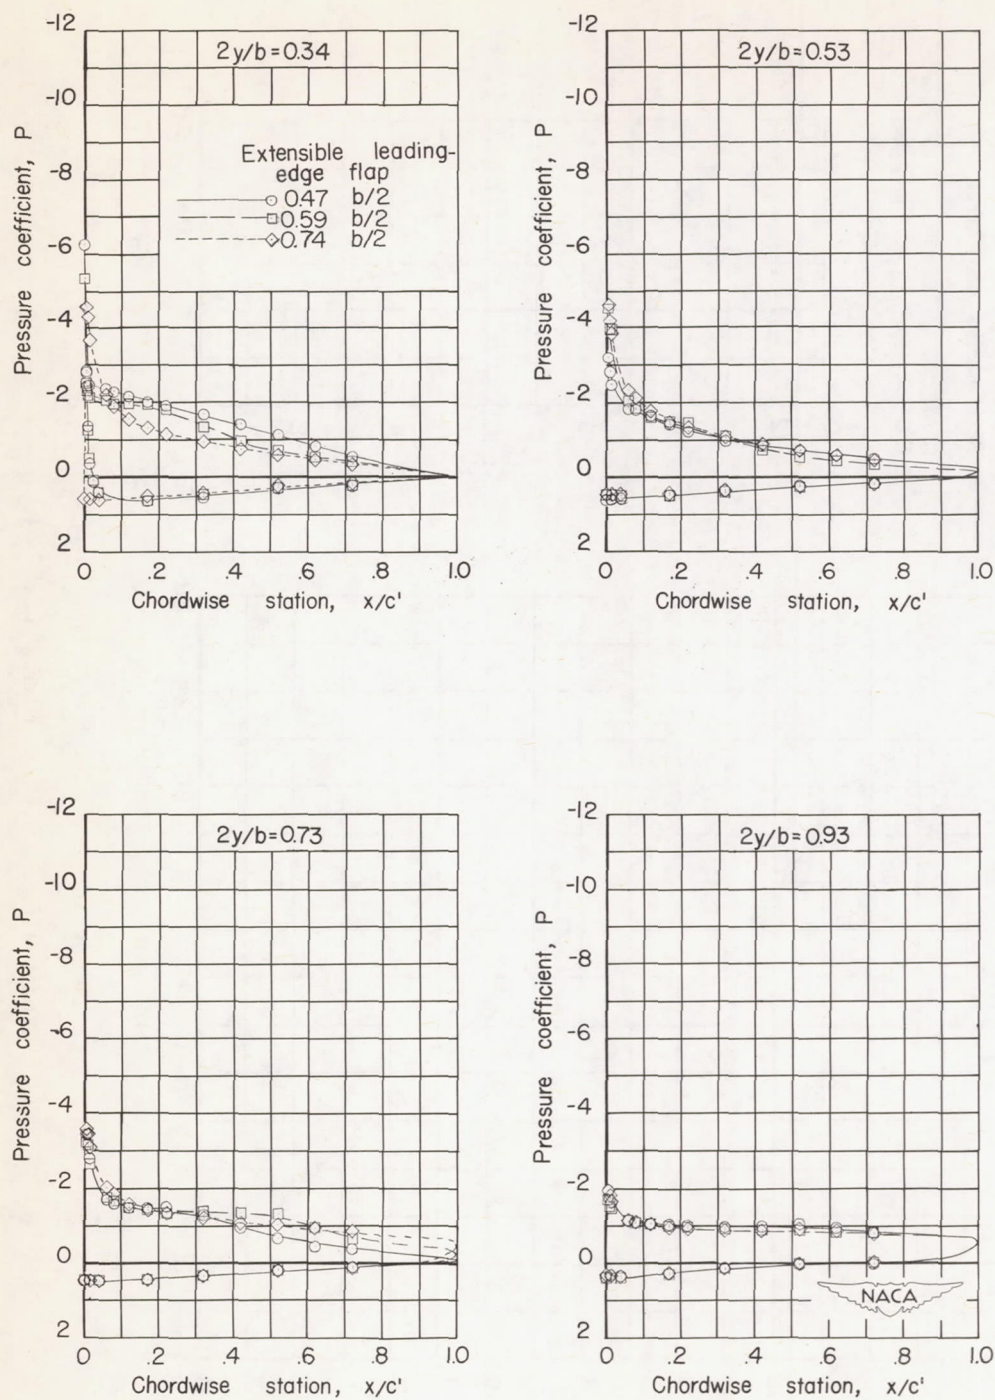 2y/b=0.34
-12
-10
-8
-6
-4
-2
0
2
Pressure coefficient, P
Extensible leading-
edge flap
0.47 b/2
0.59 b/2
0.74 b/2
0 .2 .4 .6 .8 1.0
Chordwise station, x/c'
2y/b=0.53
-12
-10
-8
-6
-4
-2
0
2
Pressure coefficient, P
0 .2 .4 .6 .8 1.0
Chordwise station, x/c'
2y/b=0.73
-12
-10
-8
-6
-4
-2
0
2
Pressure coefficient, P
0 .2 .4 .6 .8 1.0
Chordwise station, x/c'
2y/b=0.93
-12
-10
-8
-6
-4
-2
0
2
Pressure coefficient, P
NACA
0 .2 .4 .6 .8 1.0
Chordwise station, x/c'